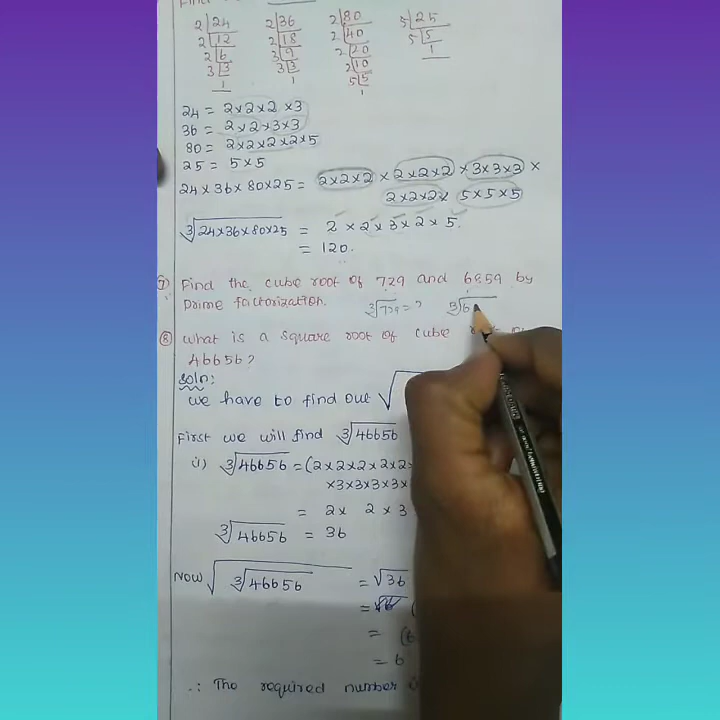 Find the
2 24 2 36 2 80 5 25
2 12 2 18 2 40 5 5
2 6 3 9 2 20 1
3 3 3 3 2 10
1 1 5 5
1
24 = 2×2×2×3
36 = 2×2×3×3
80 = 2×2×2×2×5
25 = 5×5
24×36×80×25 = 2×2×2 × 2×2×2 × 3×3×3 ×
2×2×2× 5×5×5
∛24×36×80×25 = 2 × 2 × 3 × 2 × 5.
= 120.
⑦ Find the cube root of 729 and 6859 by
prime factorization. ∛729 = ? ∛6
⑧ what is a square root of cube root of
46656?
Soln:
we have to find out √
First we will find ∛46656
i) ∛46656 = (2×2×2×2×2×
×3×3×3×3×
= 2× 2×3
∛46656 = 36
Now √∛46656 = √36
= (
= (6
= 6
∴ The required number i